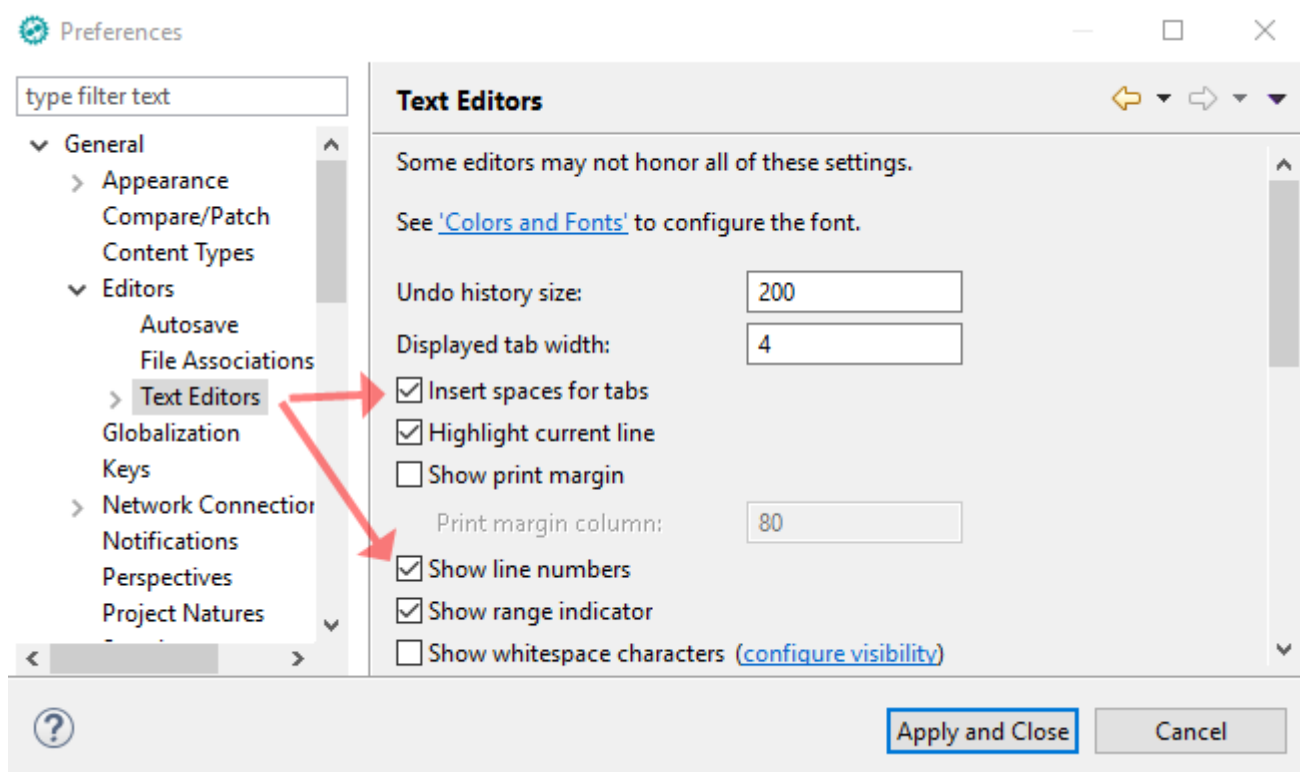 Preferences
type filter text
General
Appearance
Compare/Patch
Content Types
Editors
Autosave
File Associations
Text Editors
Globalization
Keys
Network Connection
Notifications
Perspectives
Project Natures
Text Editors
Some editors may not honor all of these settings.
See 'Colors and Fonts' to configure the font.
Undo history size: 200
Displayed tab width: 4
Insert spaces for tabs
Highlight current line
Show print margin
Print margin column: 80
Show line numbers
Show range indicator
Show whitespace characters (configure visibility)
?
Apply and Close
Cancel